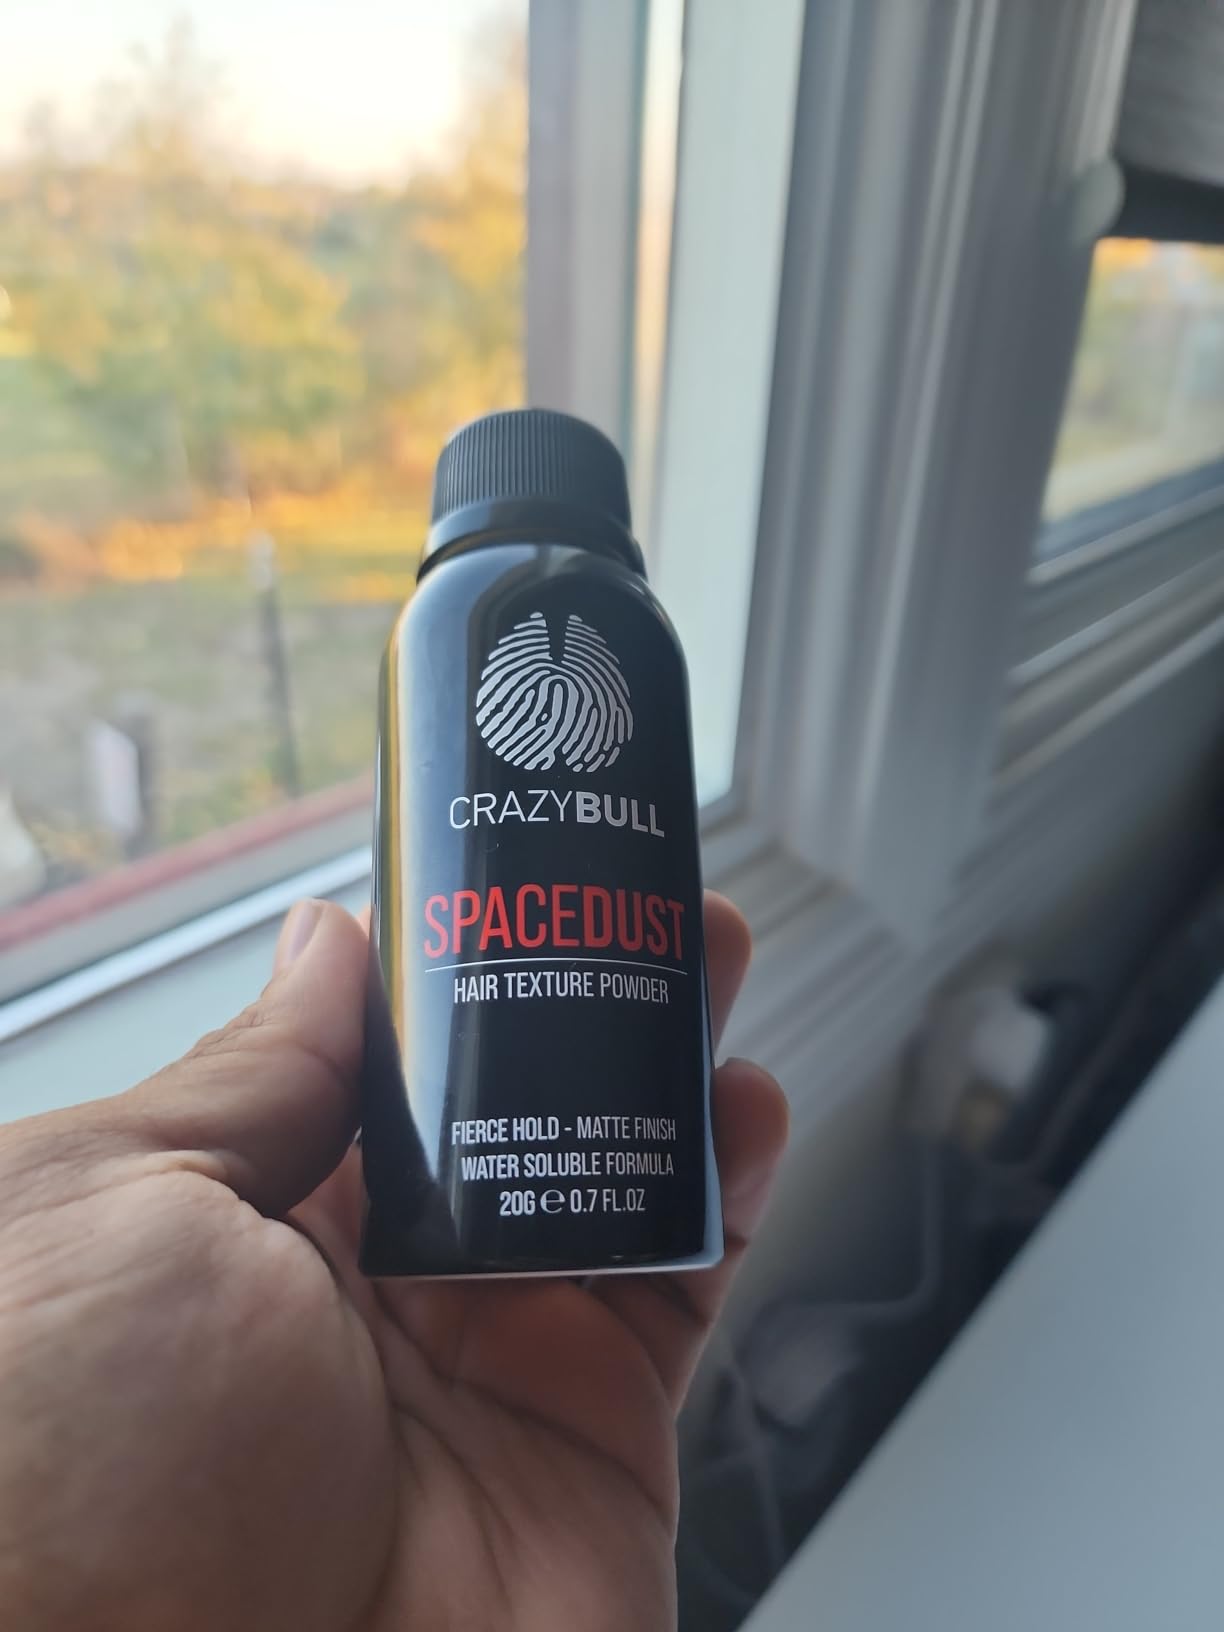 CRAZYBULL
SPACEDUST
HAIR TEXTURE POWDER
FIERCE HOLD - MATTE FINISH
WATER SOLUBLE FORMULA
20G ℮ 0.7 FL.OZ